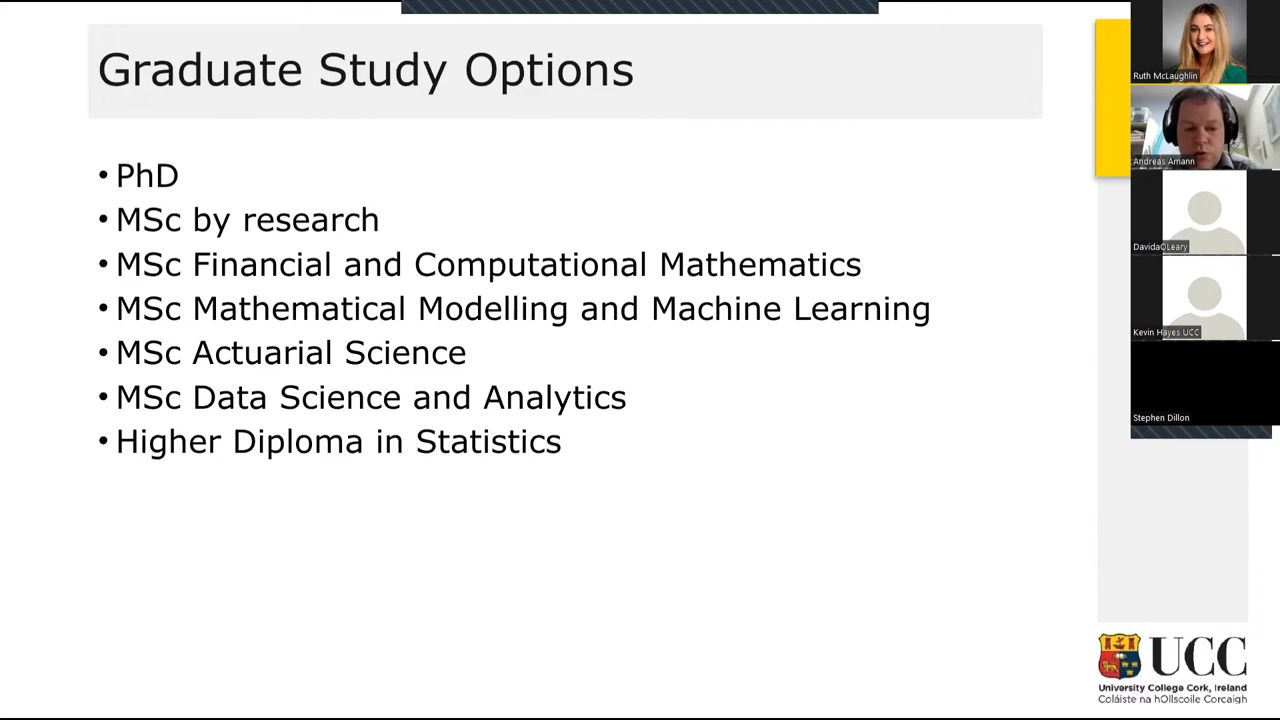 Graduate Study Options
• PhD
• MSc by research
• MSc Financial and Computational Mathematics
• MSc Mathematical Modelling and Machine Learning
• MSc Actuarial Science
• MSc Data Science and Analytics
• Higher Diploma in Statistics
Ruth McLaughlin
Andreas Amann
DavidaOLeary
Kevin Hayes UCC
Stephen Dillon
UCC
University College Cork, Ireland
Coláiste na hOllscoile Corcaigh